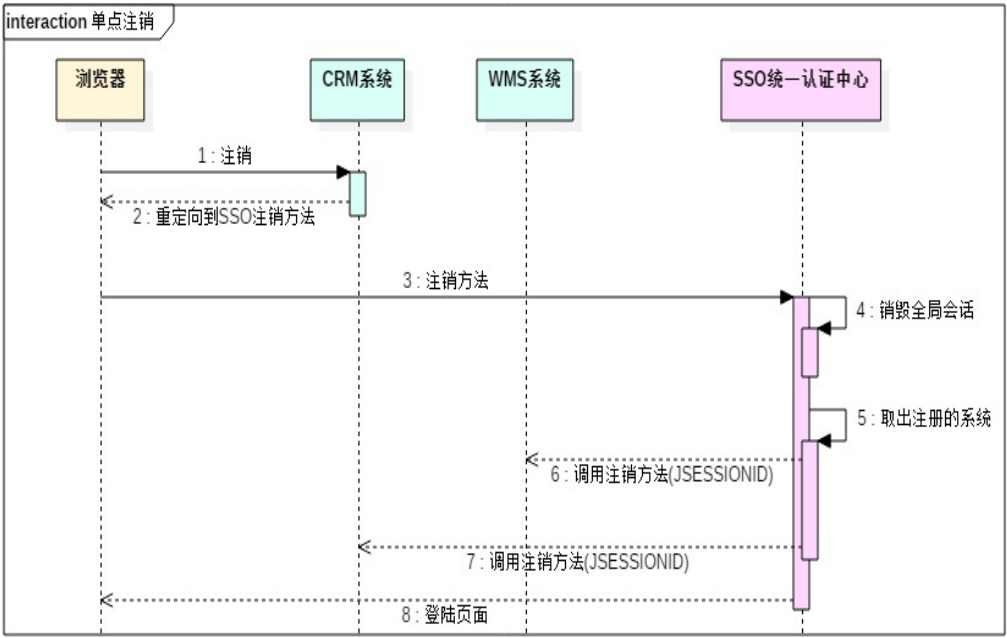 interaction 单点注销
浏览器
CRM系统
WMS系统
SSO统一认证中心
1 : 注销
2 : 重定向到SSO注销方法
3 : 注销方法
4 : 销毁全局会话
5 : 取出注册的系统
6 : 调用注销方法(JSESSIONID)
7 : 调用注销方法(JSESSIONID)
8 : 登陆页面